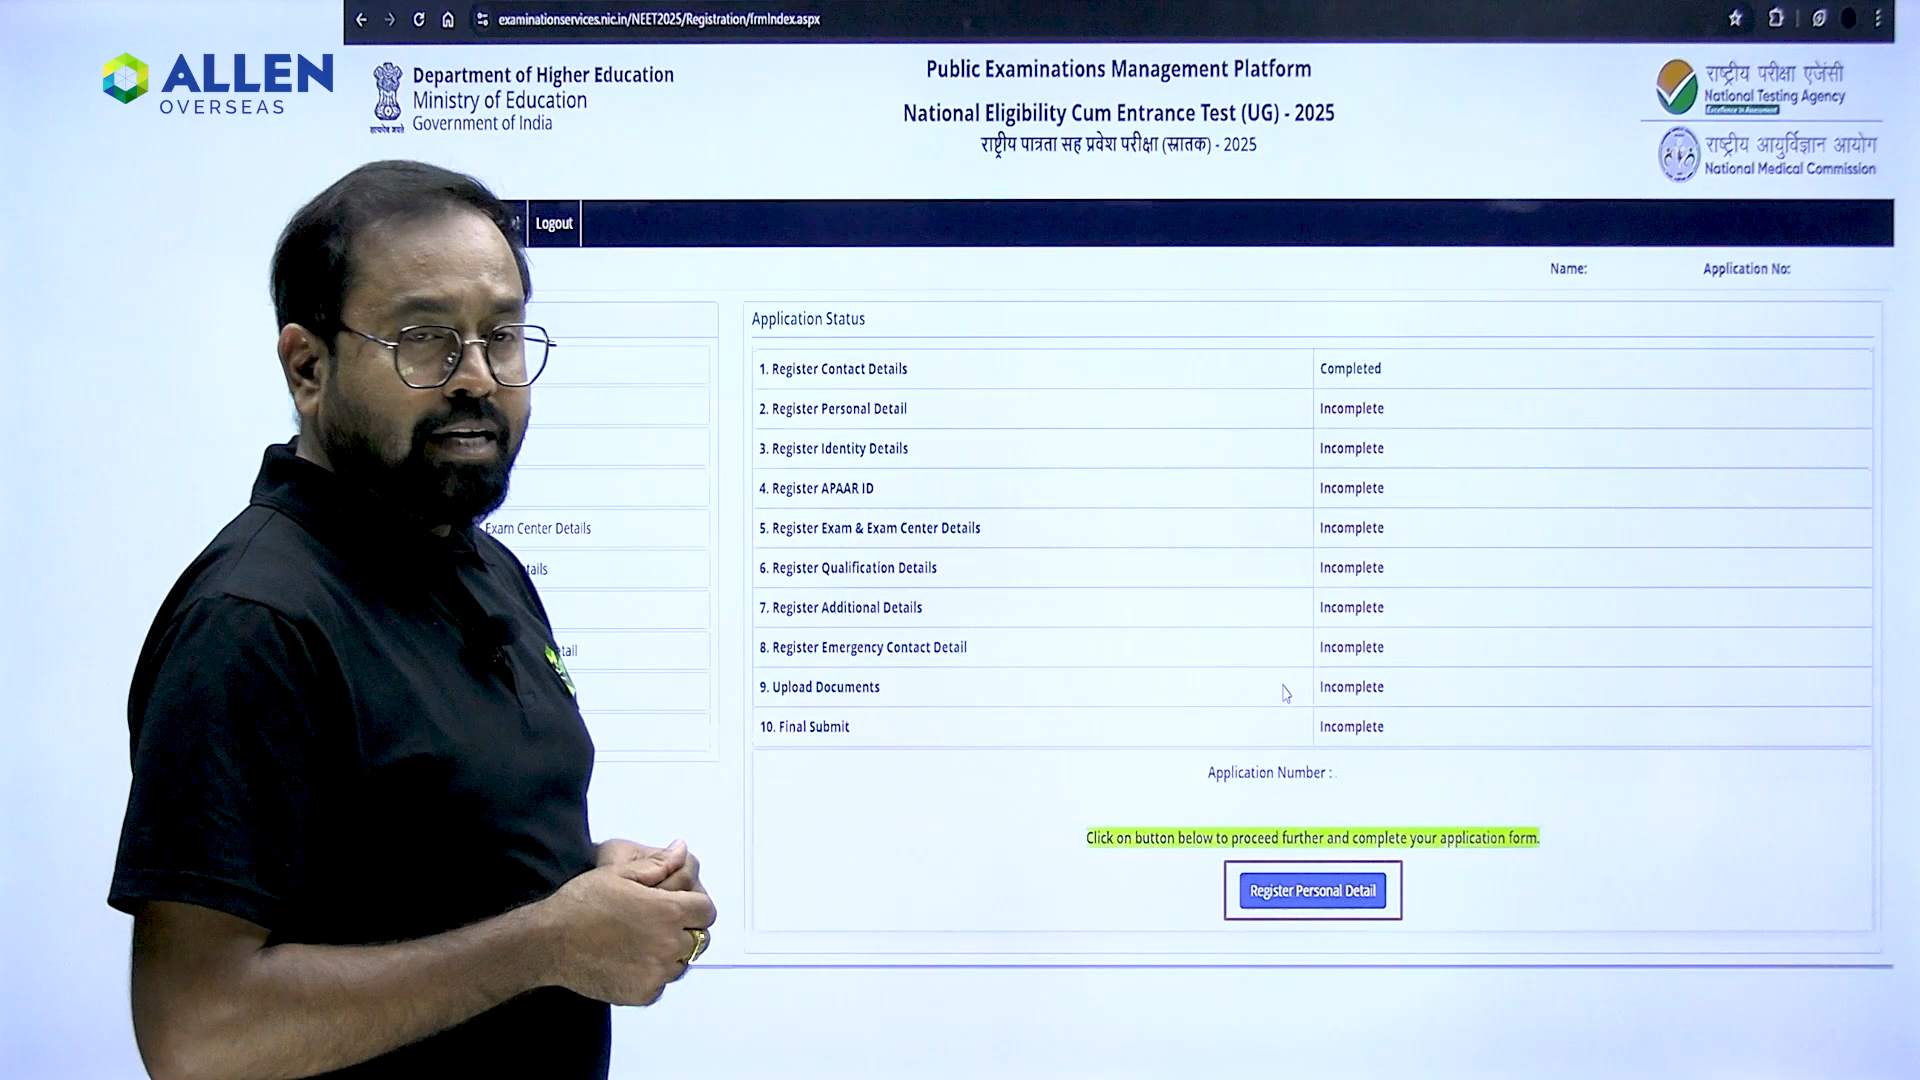 examinationservices.nic.in/NEET2025/Registration/frmIndex.aspx
ALLEN
OVERSEAS
सत्यमेव जयते
Department of Higher Education
Ministry of Education
Government of India
Public Examinations Management Platform
National Eligibility Cum Entrance Test (UG) - 2025
राष्ट्रीय पात्रता सह प्रवेश परीक्षा (स्नातक) - 2025
राष्ट्रीय परीक्षा एजेंसी
National Testing Agency
Excellence in Assessment
राष्ट्रीय आयुर्विज्ञान आयोग
National Medical Commission
Logout
Name:
Application No:
Exam Center Details
Application Status
1. Register Contact Details Completed
2. Register Personal Detail Incomplete
3. Register Identity Details Incomplete
4. Register APAAR ID Incomplete
5. Register Exam & Exam Center Details Incomplete
6. Register Qualification Details Incomplete
7. Register Additional Details Incomplete
8. Register Emergency Contact Detail Incomplete
9. Upload Documents Incomplete
10. Final Submit Incomplete
Application Number :
Click on button below to proceed further and complete your application form.
Register Personal Detail